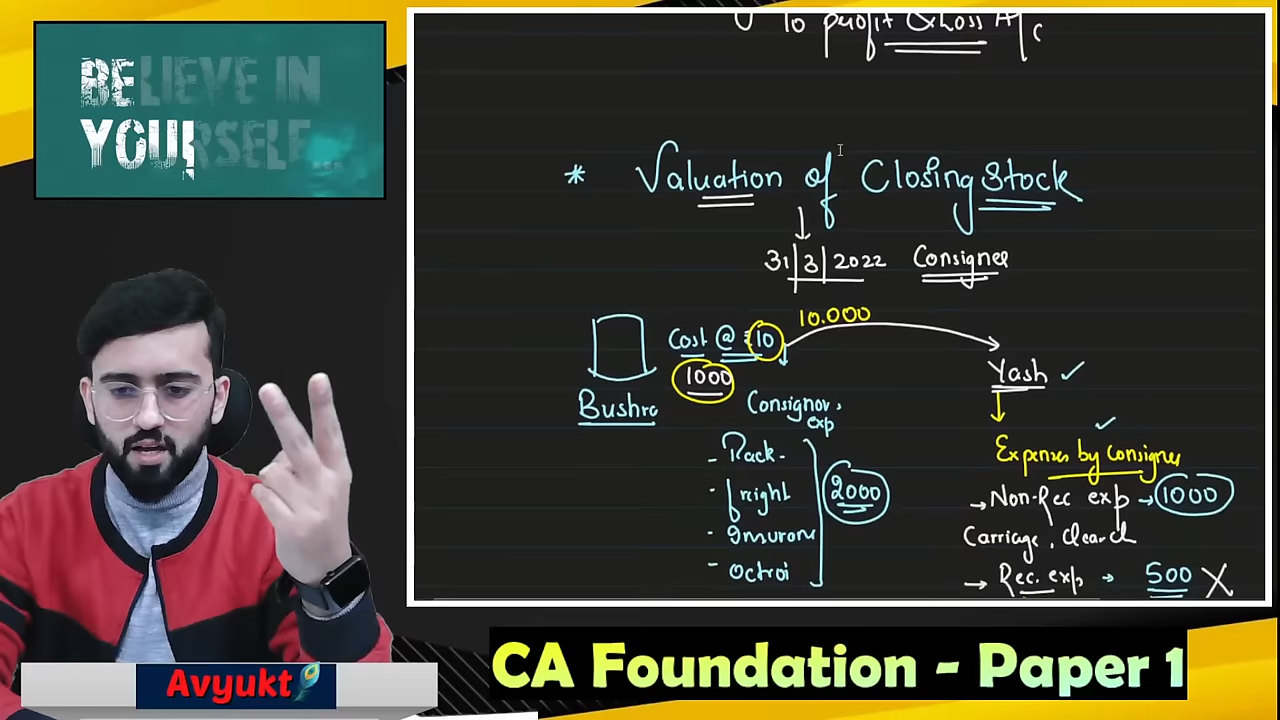 BELIEVE IN
YOURSELF...
To profit & Loss A/c
* Valuation of Closing Stock
31|3|2022 Consignee
10.000
Cost @ 10
1000
Bushra
Yash ✓
Consignor
exp
Expenses by consignee
- Pack-
- freight
2000
→ Non-Rec exp → 1000
Carriage,
- octroi
→ Rec. exp → 500 X
Avyukt
CA Foundation - Paper 1